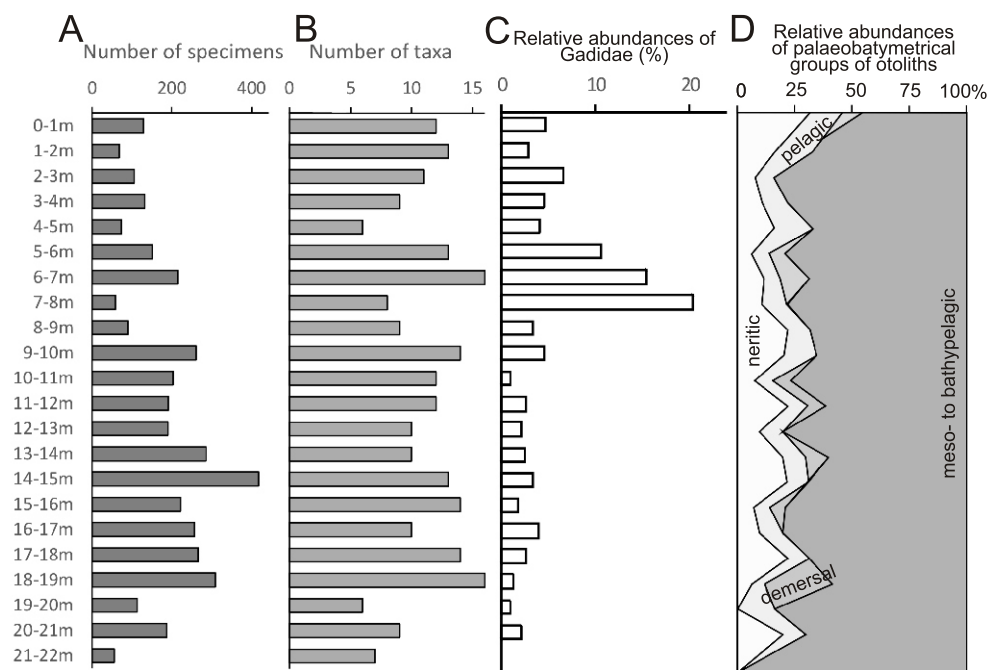 A
Number of specimens
0 200 400
B
Number of taxa
0 5 10 15
C
Relative abundances of
Gadidae (%)
0 10 20
D
Relative abundances
of palaeobatymetrical
groups of otoliths
0 25 50 75 100%
0-1m
1-2m
2-3m
3-4m
4-5m
5-6m
6-7m
7-8m
8-9m
9-10m
10-11m
11-12m
12-13m
13-14m
14-15m
15-16m
16-17m
17-18m
18-19m
19-20m
20-21m
21-22m
pelagic
neritic
demersal
meso- to bathypelagic